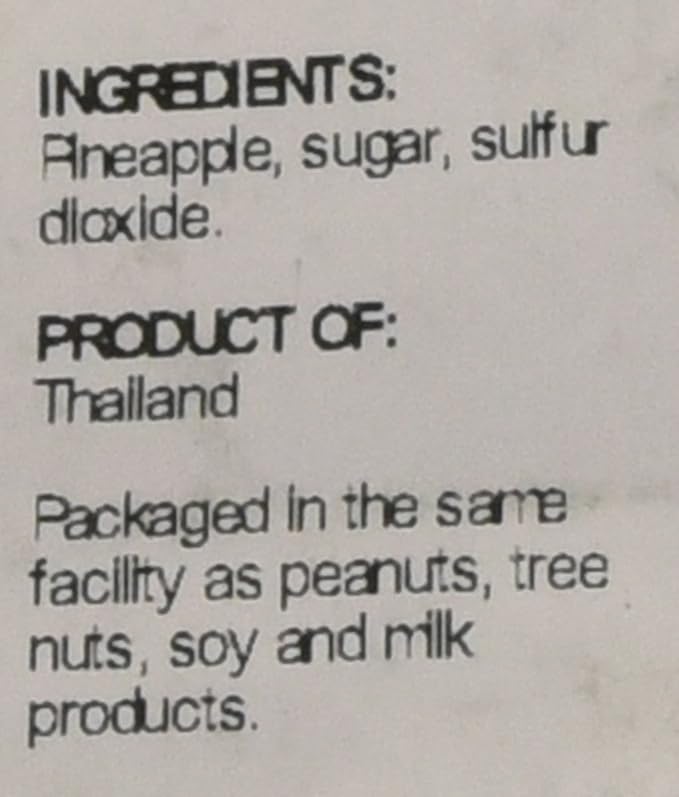 INGREDIENTS:
Pineapple, sugar, sulfur
dioxide.
PRODUCT OF:
Thailand
Packaged in the same
facility as peanuts, tree
nuts, soy and milk
products.